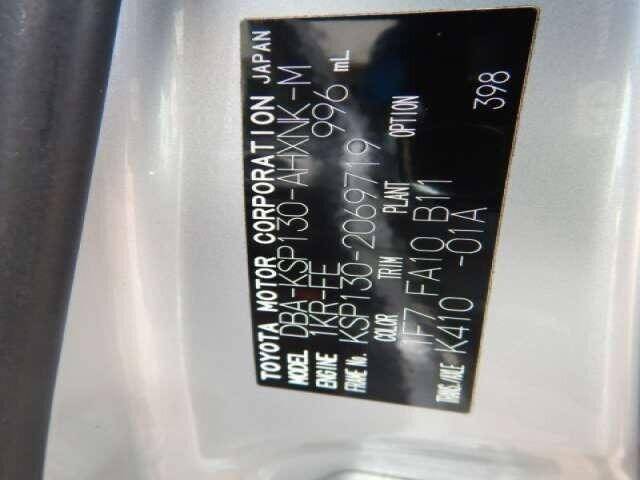 TOYOTA MOTOR CORPORATION JAPAN
MODEL DBA-KSP130-AHXNK-M
ENGINE 1KR-FE 996 mL
FRAME No. KSP130-2069719
COLOR TRIM PLANT OPTION
1F7 FA10 B11
TRANS./AXLE K410 -01A 398